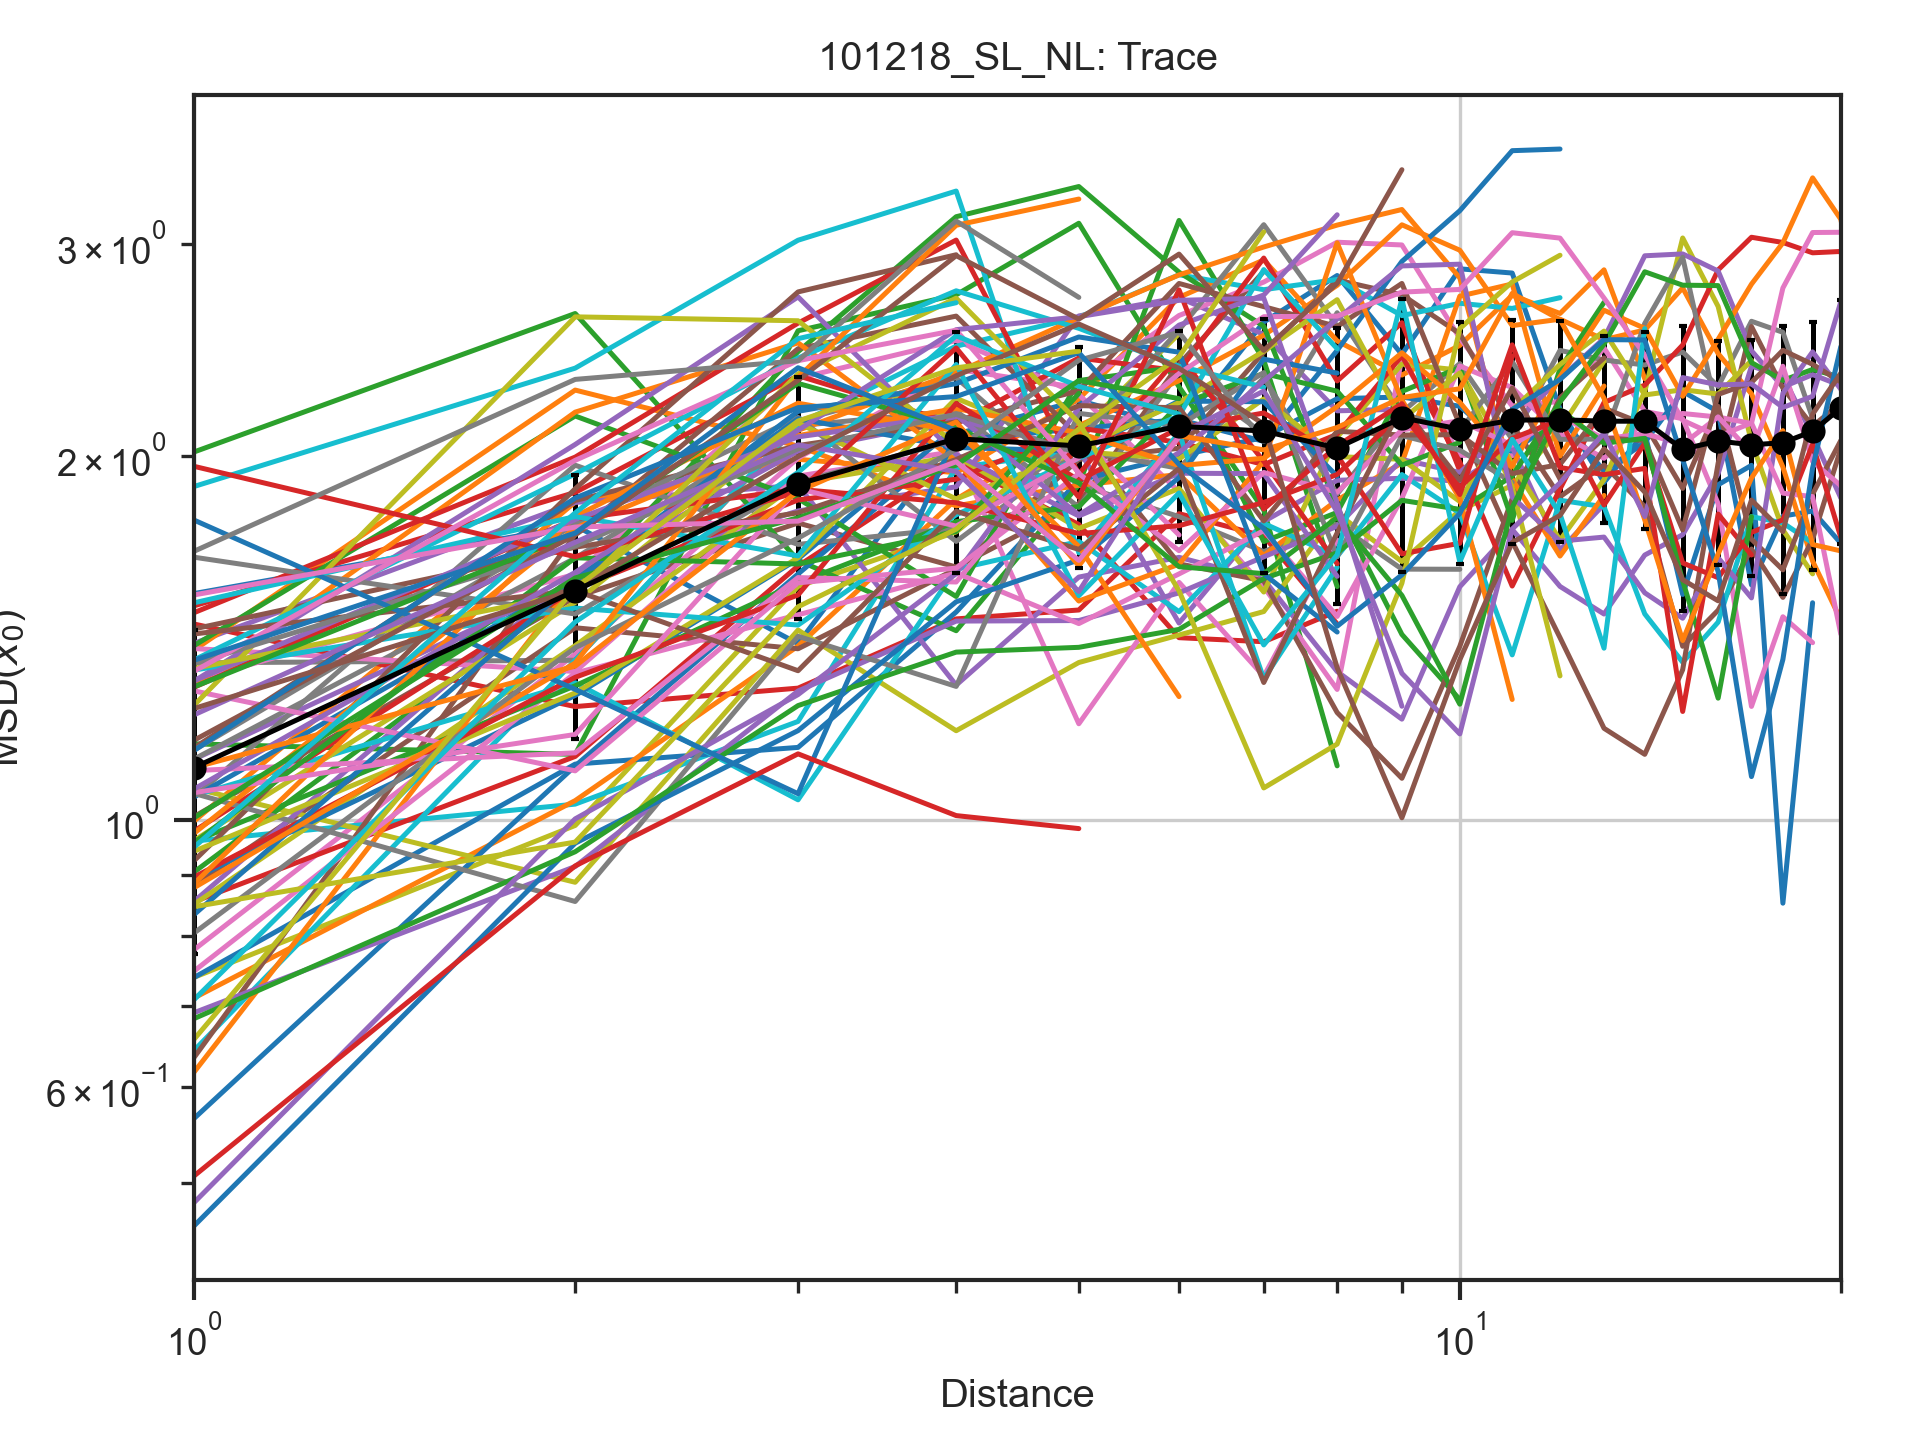 101218_SL_NL: Trace
3 × 10⁰
2 × 10⁰
10⁰
6 × 10⁻¹
MSD(x₀)
10⁰
10¹
Distance